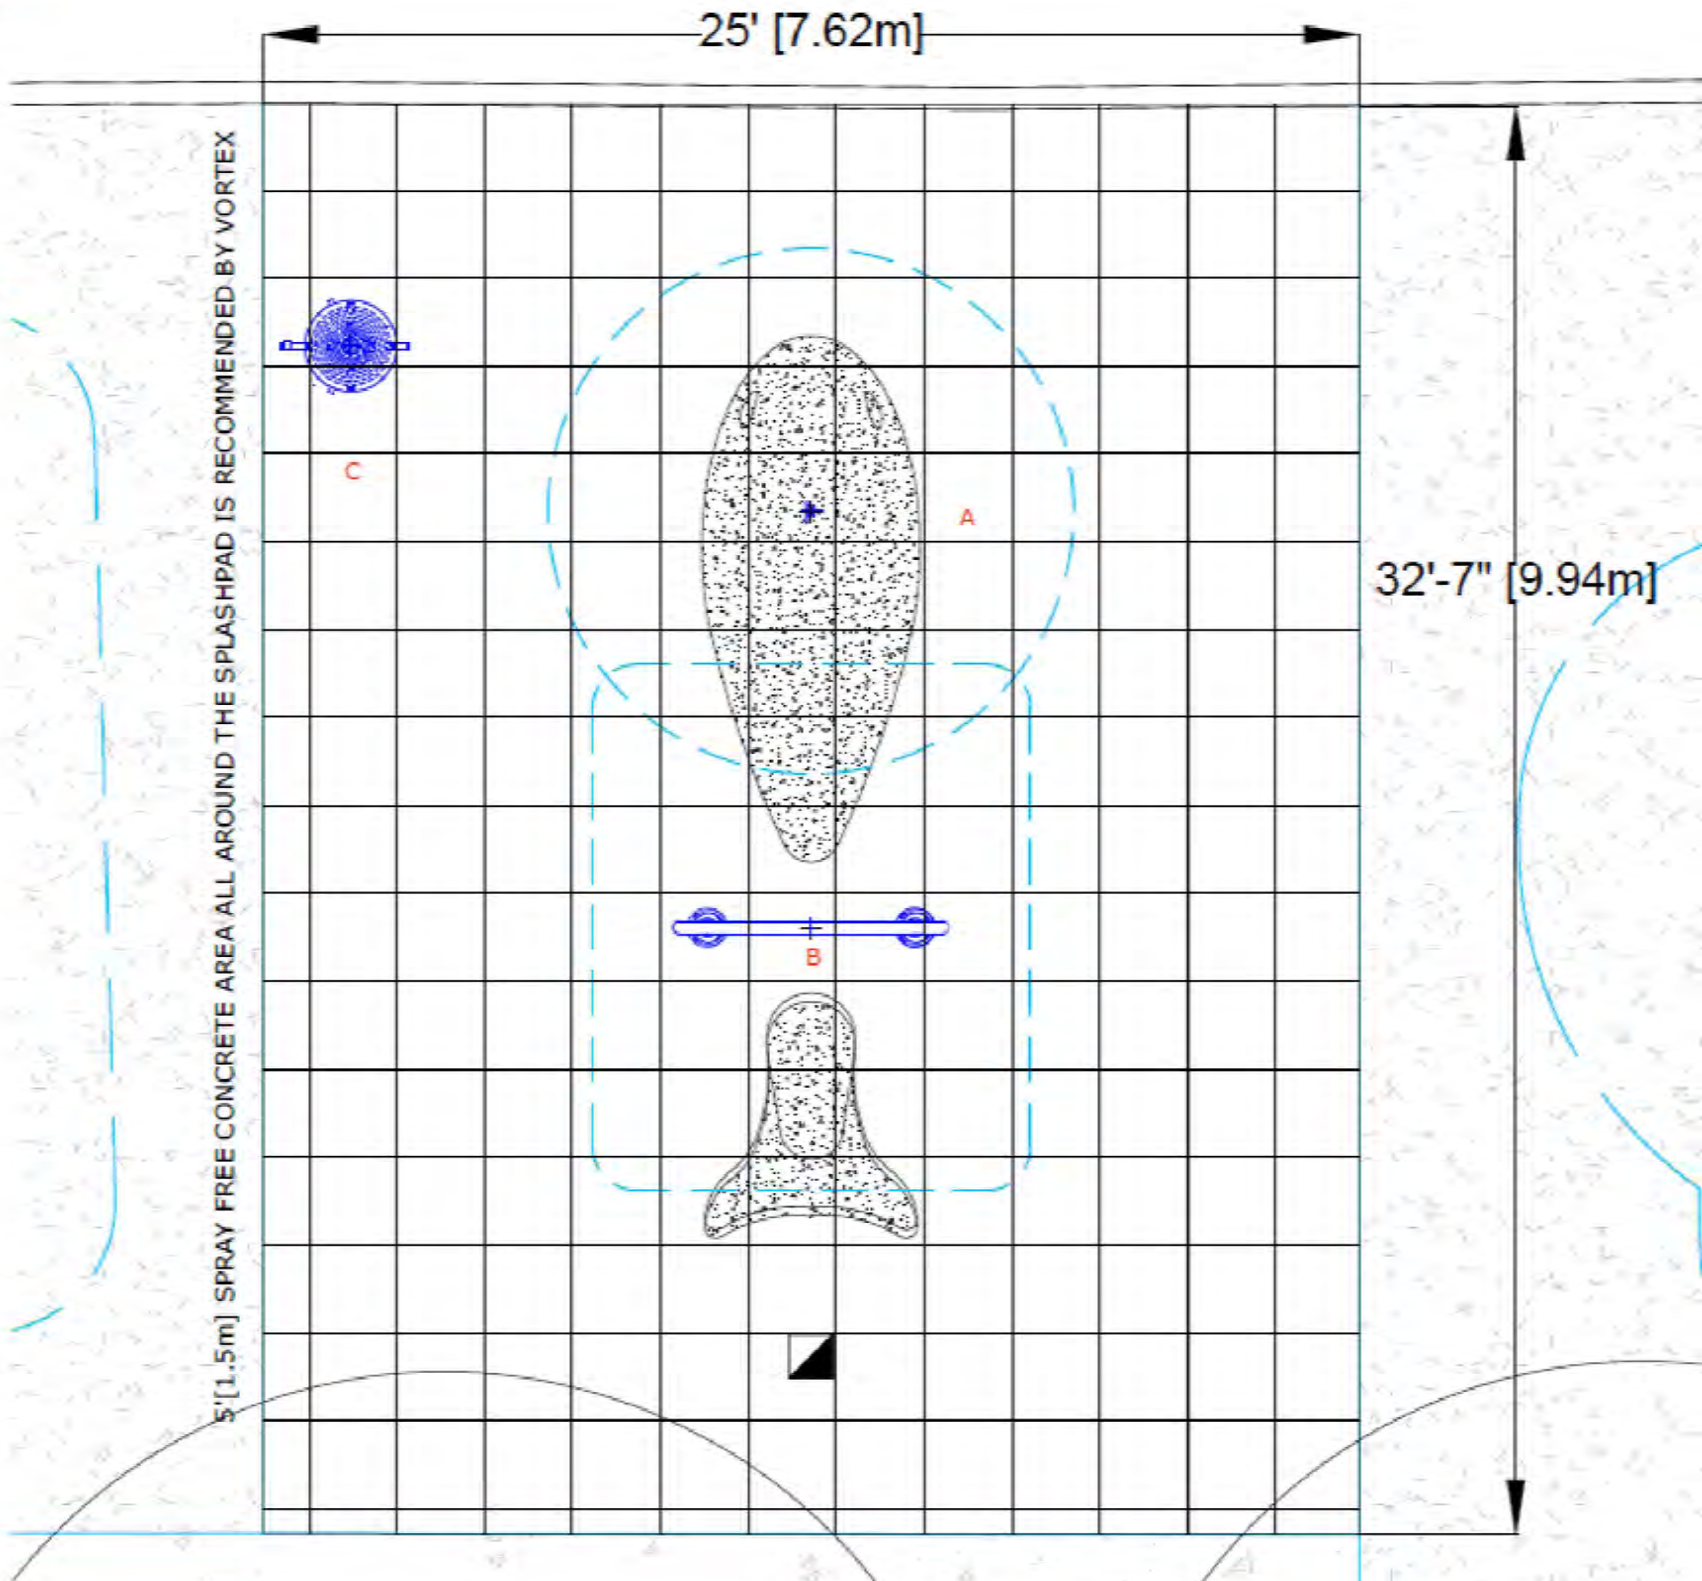 25' [7.62m]
5'[1.5m] SPRAY FREE CONCRETE AREA ALL AROUND THE SPLASHPAD IS RECOMMENDED BY VORTEX
C
A
32'-7" [9.94m]
B